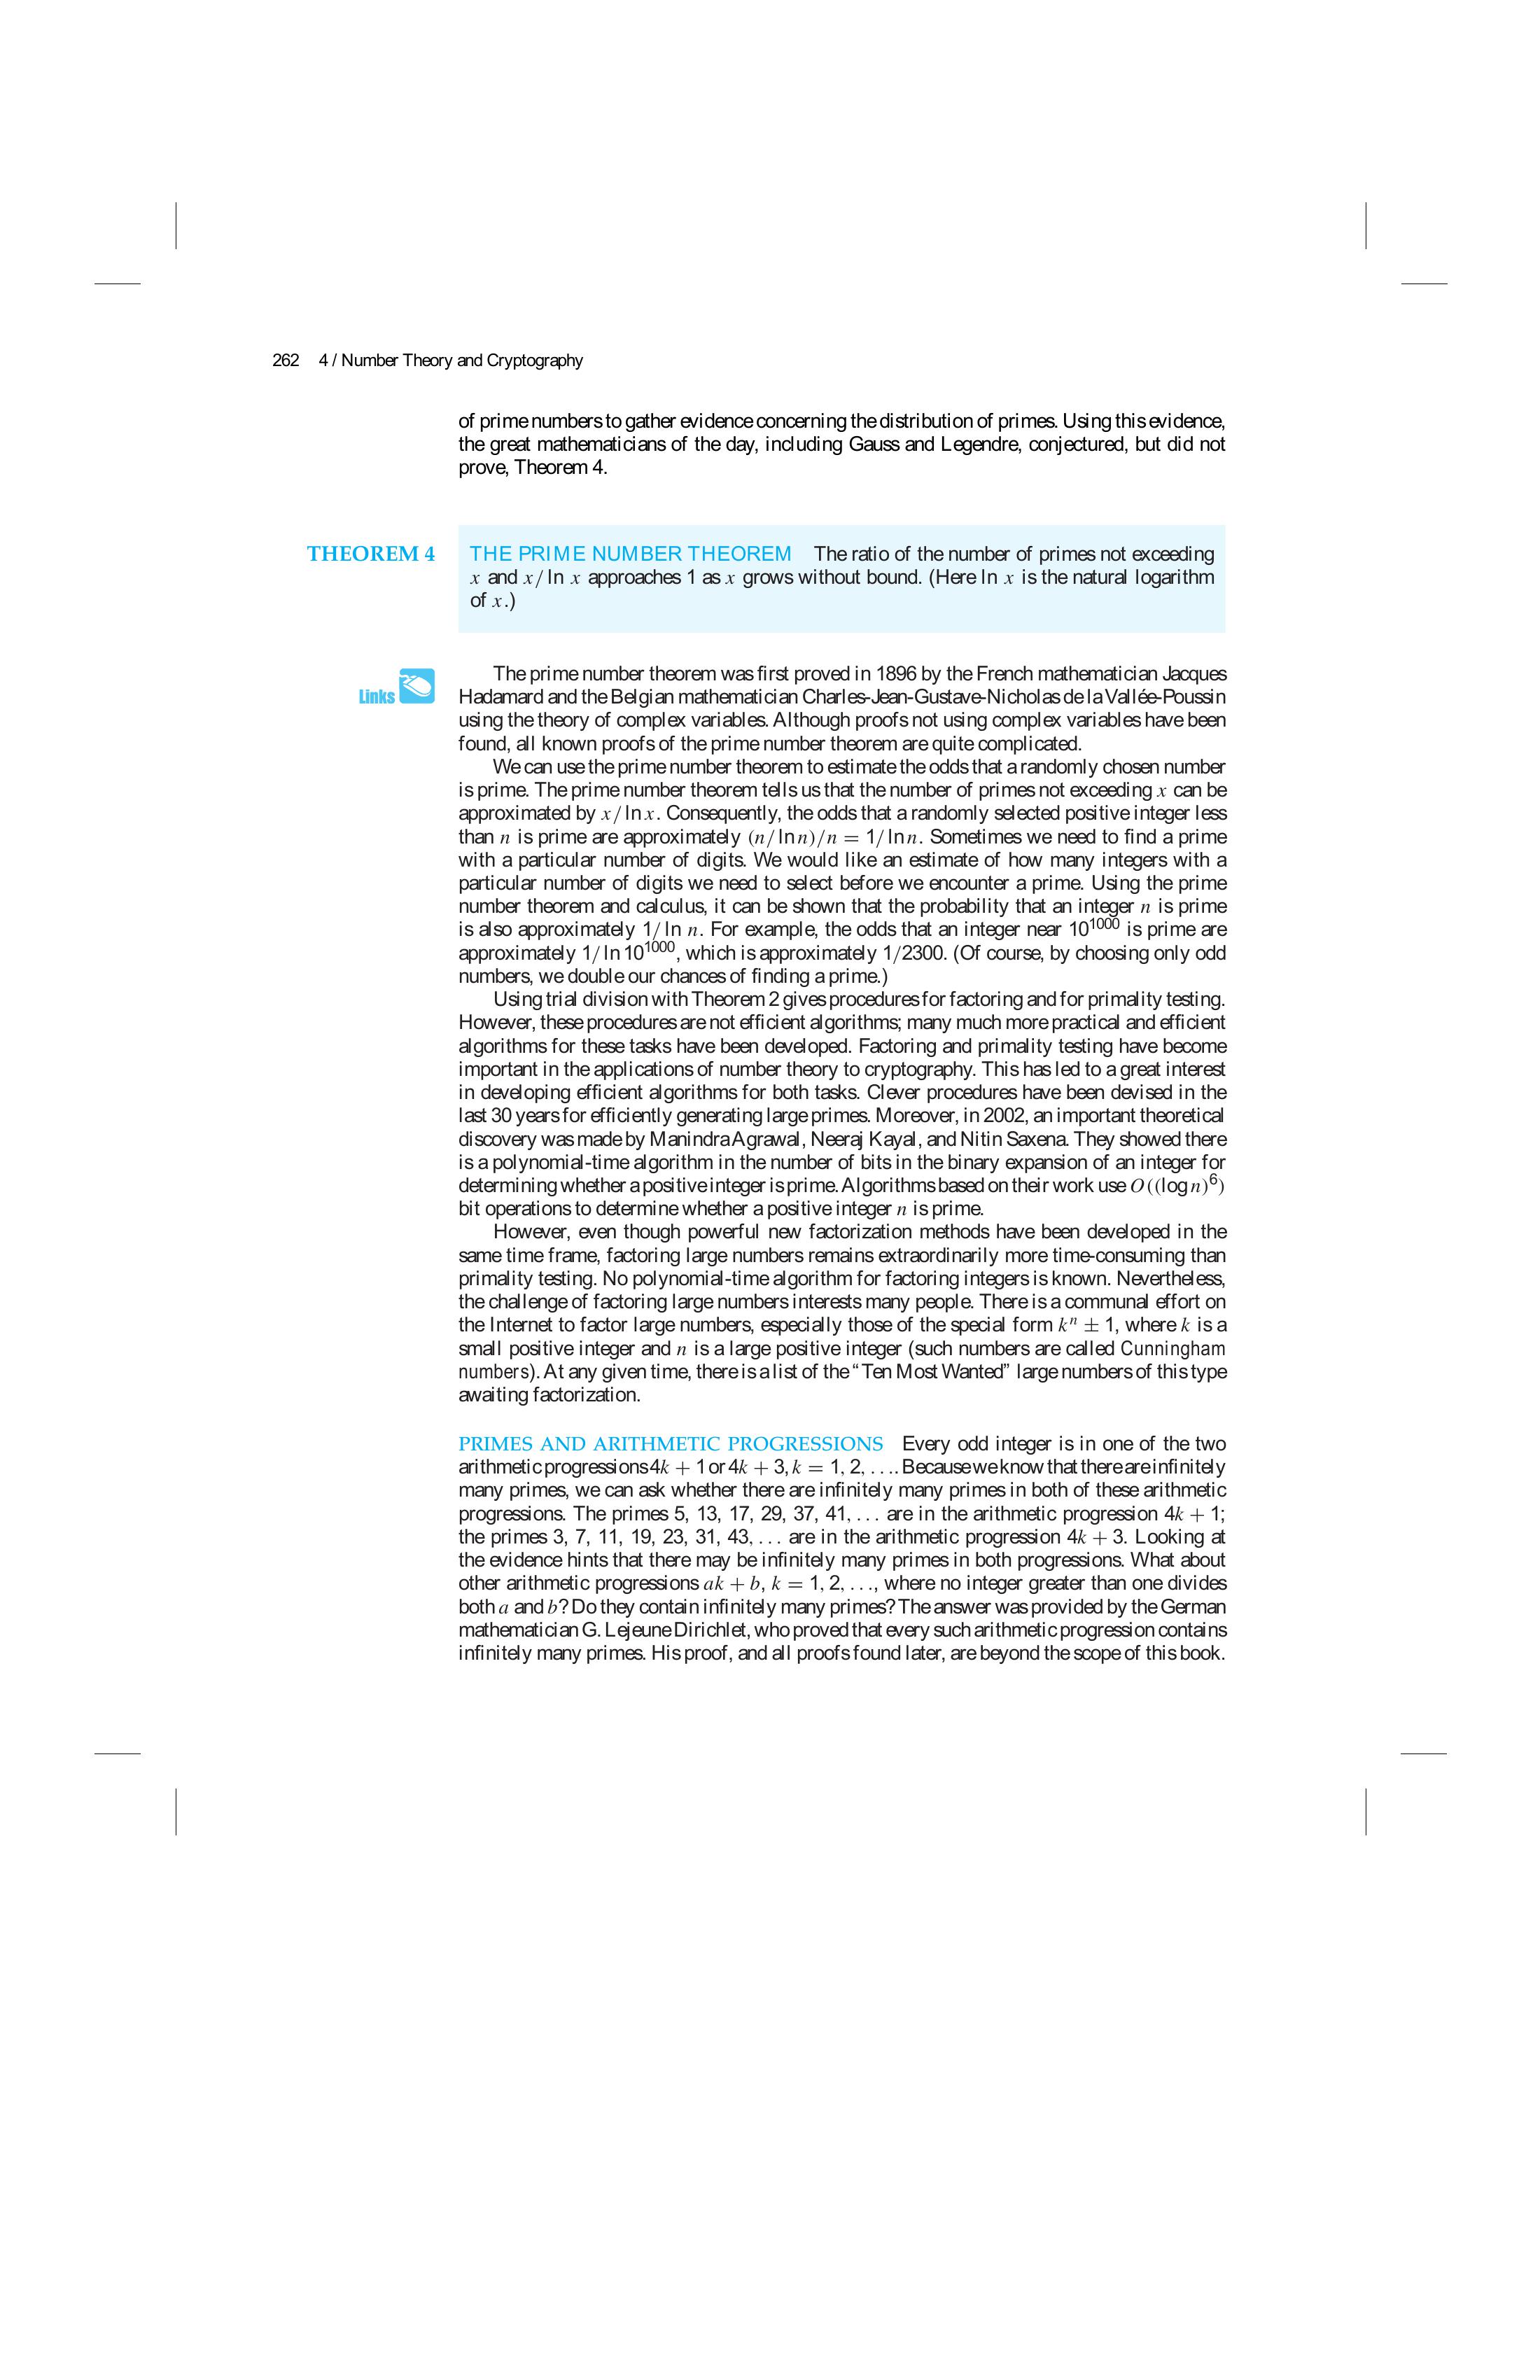 262 4 / Number Theory and Cryptography
of prime numbers to gather evidence concerning the distribution of primes. Using this evidence,
the great mathematicians of the day, including Gauss and Legendre, conjectured, but did not
prove, Theorem 4.
THEOREM 4 THE PRIME NUMBER THEOREM The ratio of the number of primes not exceeding
x and x/ ln x approaches 1 as x grows without bound. (Here ln x is the natural logarithm
of x.)
Links
The prime number theorem was first proved in 1896 by the French mathematician Jacques
Hadamard and the Belgian mathematician Charles-Jean-Gustave-Nicholas de la Vallée-Poussin
using the theory of complex variables. Although proofs not using complex variables have been
found, all known proofs of the prime number theorem are quite complicated.
We can use the prime number theorem to estimate the odds that a randomly chosen number
is prime. The prime number theorem tells us that the number of primes not exceeding x can be
approximated by x/ ln x. Consequently, the odds that a randomly selected positive integer less
than n is prime are approximately (n/ ln n)/n = 1/ ln n. Sometimes we need to find a prime
with a particular number of digits. We would like an estimate of how many integers with a
particular number of digits we need to select before we encounter a prime. Using the prime
number theorem and calculus, it can be shown that the probability that an integer n is prime
is also approximately 1/ ln n. For example, the odds that an integer near 10^1000 is prime are
approximately 1/ ln 10^1000, which is approximately 1/2300. (Of course, by choosing only odd
numbers, we double our chances of finding a prime.)
Using trial division with Theorem 2 gives procedures for factoring and for primality testing.
However, these procedures are not efficient algorithms; many much more practical and efficient
algorithms for these tasks have been developed. Factoring and primality testing have become
important in the applications of number theory to cryptography. This has led to a great interest
in developing efficient algorithms for both tasks. Clever procedures have been devised in the
last 30 years for efficiently generating large primes. Moreover, in 2002, an important theoretical
discovery was made by Manindra Agrawal, Neeraj Kayal, and Nitin Saxena. They showed there
is a polynomial-time algorithm in the number of bits in the binary expansion of an integer for
determining whether a positive integer is prime. Algorithms based on their work use O((log n)^6)
bit operations to determine whether a positive integer n is prime.
However, even though powerful new factorization methods have been developed in the
same time frame, factoring large numbers remains extraordinarily more time-consuming than
primality testing. No polynomial-time algorithm for factoring integers is known. Nevertheless,
the challenge of factoring large numbers interests many people. There is a communal effort on
the Internet to factor large numbers, especially those of the special form k^n ± 1, where k is a
small positive integer and n is a large positive integer (such numbers are called Cunningham
numbers). At any given time, there is a list of the “Ten Most Wanted” large numbers of this type
awaiting factorization.
PRIMES AND ARITHMETIC PROGRESSIONS Every odd integer is in one of the two
arithmetic progressions 4k + 1 or 4k + 3, k = 1, 2, . . . . Because we know that there are infinitely
many primes, we can ask whether there are infinitely many primes in both of these arithmetic
progressions. The primes 5, 13, 17, 29, 37, 41, . . . are in the arithmetic progression 4k + 1;
the primes 3, 7, 11, 19, 23, 31, 43, . . . are in the arithmetic progression 4k + 3. Looking at
the evidence hints that there may be infinitely many primes in both progressions. What about
other arithmetic progressions ak + b, k = 1, 2, . . ., where no integer greater than one divides
both a and b? Do they contain infinitely many primes? The answer was provided by the German
mathematician G. Lejeune Dirichlet, who proved that every such arithmetic progression contains
infinitely many primes. His proof, and all proofs found later, are beyond the scope of this book.